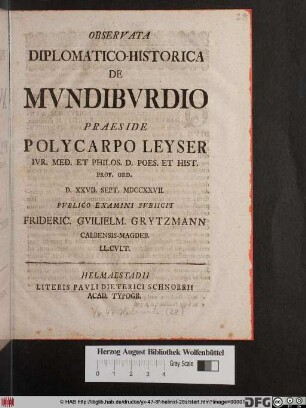 OBSERVATA
DIPLOMATICO-HISTORICA
DE
MVNDIBVRDIO
PRAESIDE
POLYCARPO LEYSER
IVR. MED. ET PHILOS. D. POES. ET HIST.
PROF. ORD.
D. XXVII. SEPT. MDCCXXVII.
PVBLICO EXAMINI SVBIICIT
FRIDERIC. GVILIELM. GRYTZMANN
CALBENSIS-MAGDEB.
LL.CVLT.
HELMAESTADII
LITERIS PAVLI DIETERICI SCHNORRII
ACAD. TYPOGR.
Herzog August Bibliothek Wolfenbüttel
0 1 2 3 4
Grey Scale